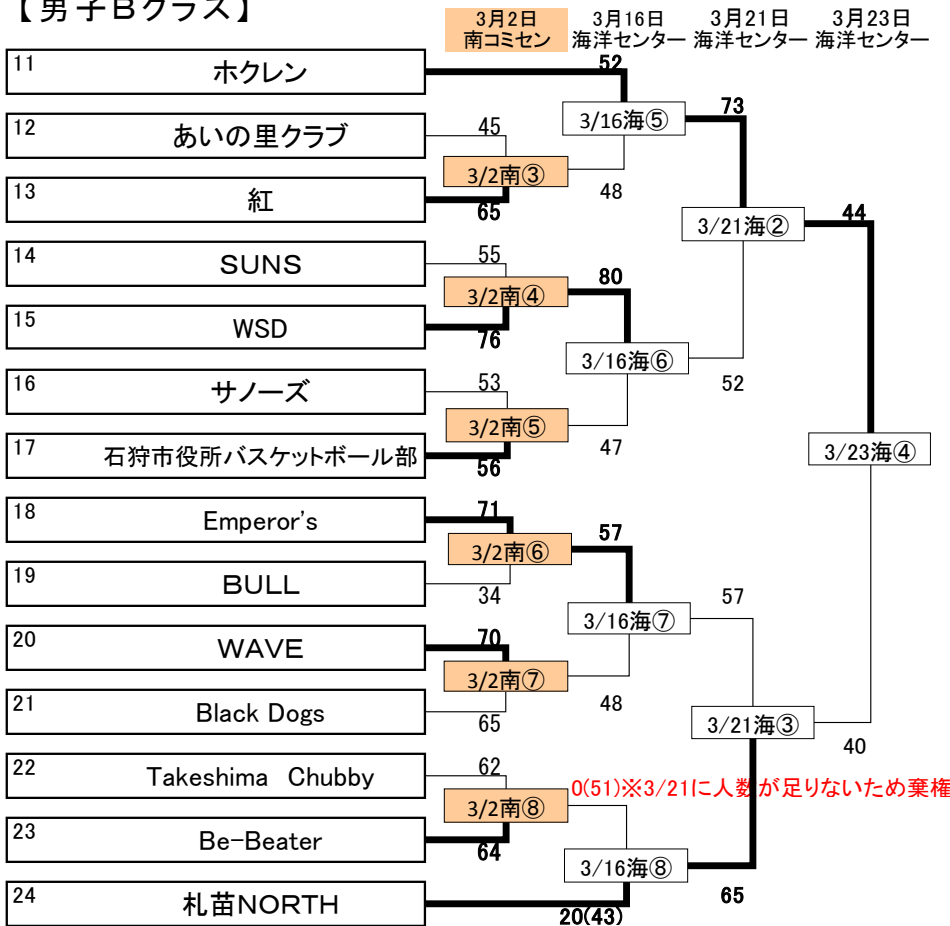 【男子Bクラス】
3月2日 3月16日 3月21日 3月23日
南コミセン 海洋センター 海洋センター 海洋センター
11 ホクレン
52
73
3/16海⑤
12 あいの里クラブ
45
3/2南③
48
13 紅
65
3/21海②
44
14 SUNS
55
3/2南④
80
15 WSD
76
3/16海⑥
52
16 サノーズ
53
3/2南⑤
47
17 石狩市役所バスケットボール部
56
3/23海④
18 Emperor's
71
3/2南⑥
57
19 BULL
34
57
3/16海⑦
20 WAVE
70
3/2南⑦
48
21 Black Dogs
65
3/21海③
40
22 Takeshima Chubby
62
0(51)※3/21に人数が足りないため棄権
3/2南⑧
23 Be-Beater
64
3/16海⑧
65
24 札苗NORTH
20(43)